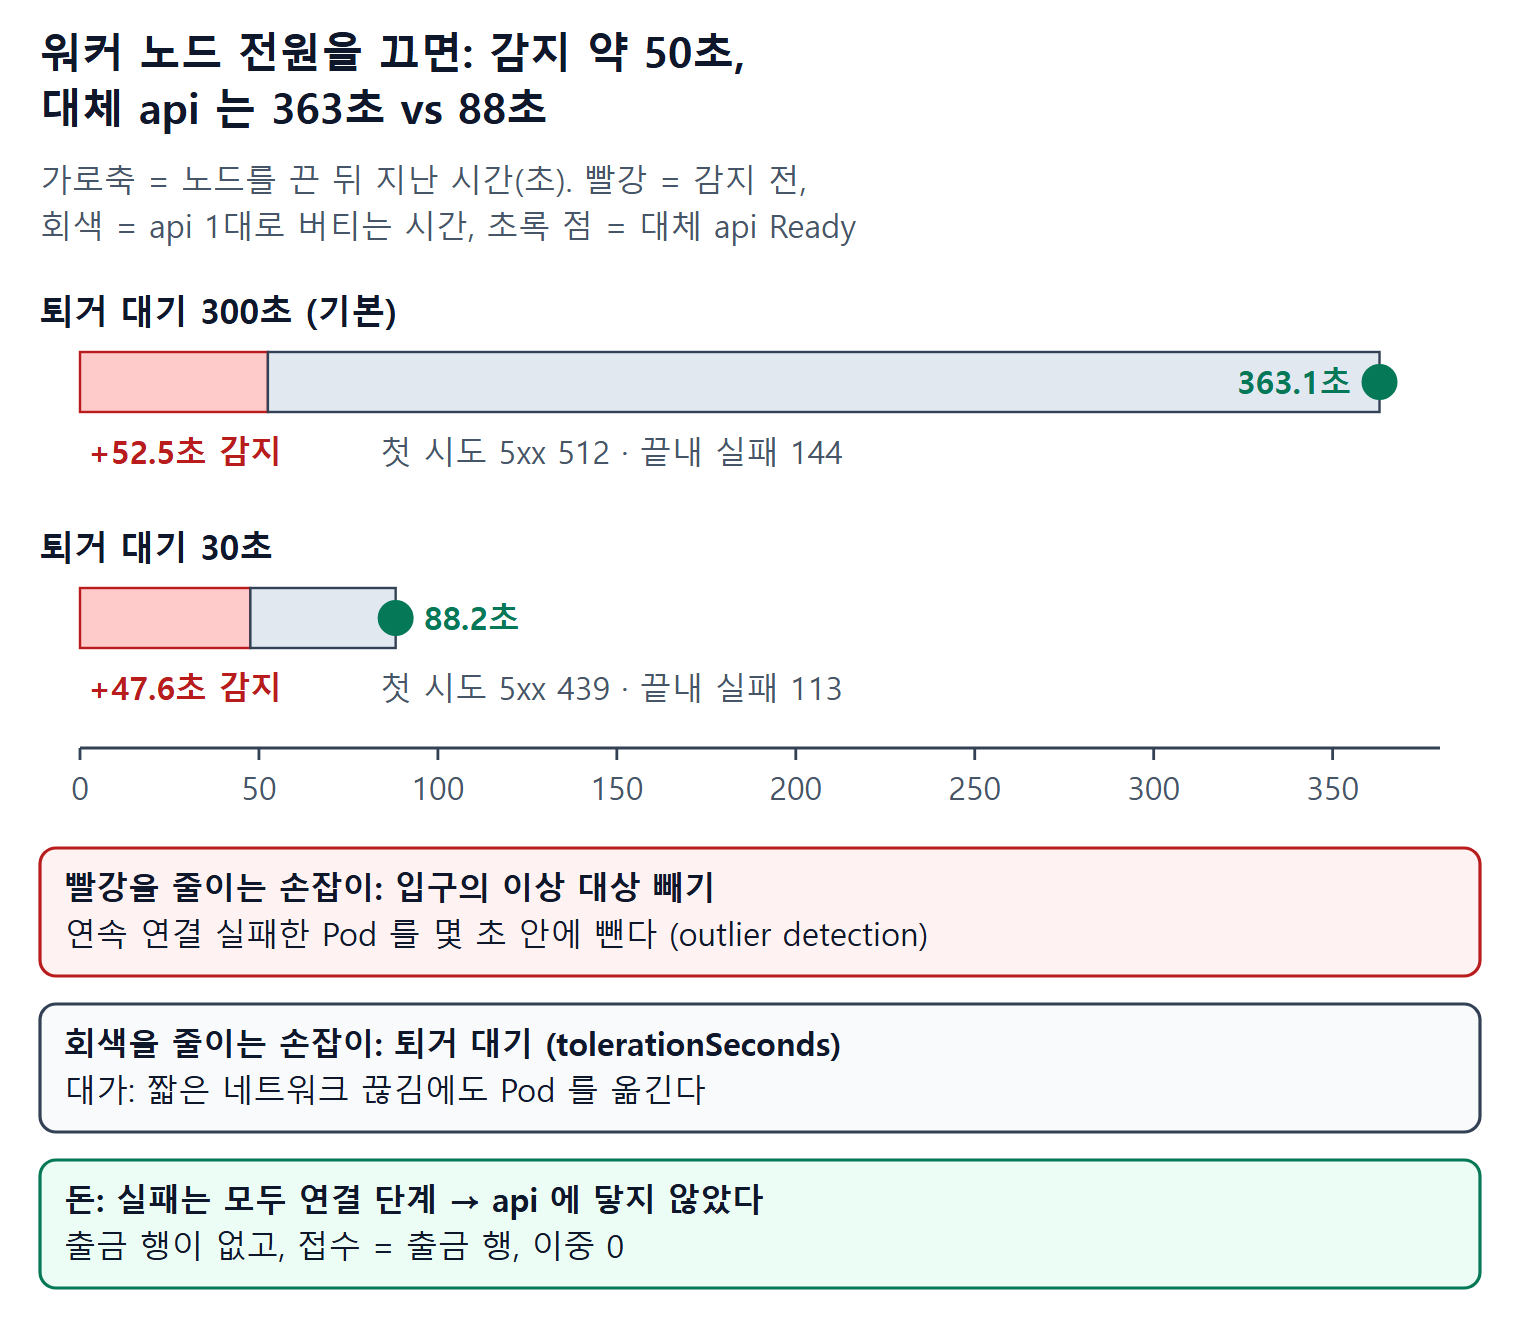 워커 노드 전원을 끄면: 감지 약 50초,
대체 api 는 363초 vs 88초
가로축 = 노드를 끈 뒤 지난 시간(초). 빨강 = 감지 전,
회색 = api 1대로 버티는 시간, 초록 점 = 대체 api Ready
퇴거 대기 300초 (기본)
363.1초
+52.5초 감지
첫 시도 5xx 512 · 끝내 실패 144
퇴거 대기 30초
88.2초
+47.6초 감지
첫 시도 5xx 439 · 끝내 실패 113
0 50 100 150 200 250 300 350
빨강을 줄이는 손잡이: 입구의 이상 대상 빼기
연속 연결 실패한 Pod 를 몇 초 안에 뺀다 (outlier detection)
회색을 줄이는 손잡이: 퇴거 대기 (tolerationSeconds)
대가: 짧은 네트워크 끊김에도 Pod 를 옮긴다
돈: 실패는 모두 연결 단계 → api 에 닿지 않았다
출금 행이 없고, 접수 = 출금 행, 이중 0